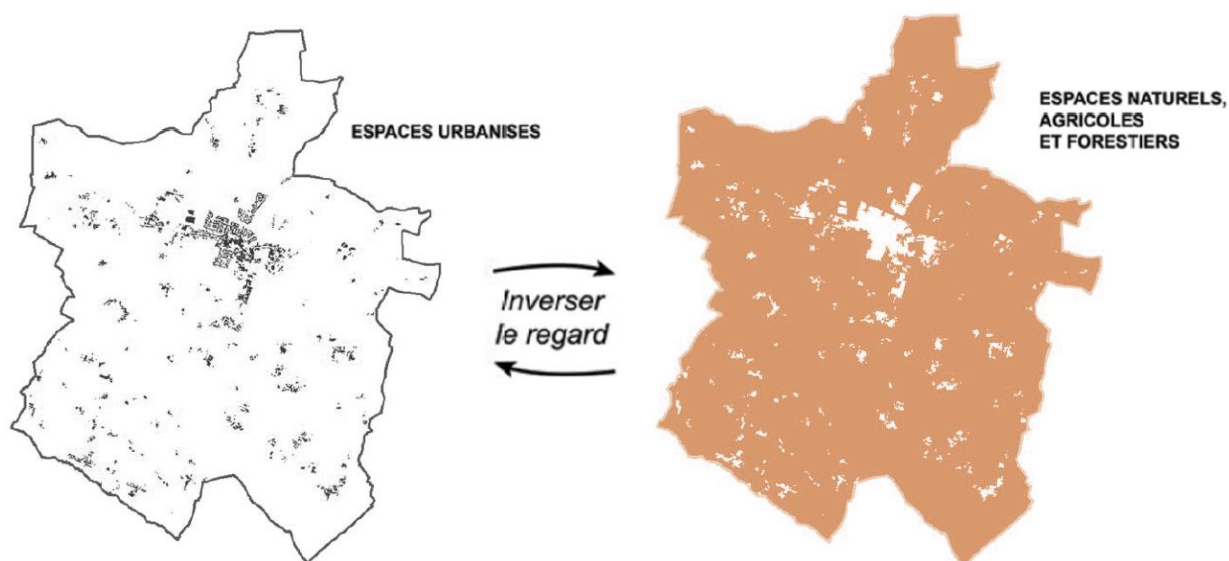 ESPACES URBANISES
Inverser
le regard
ESPACES NATURELS,
AGRICOLES
ET FORESTIERS